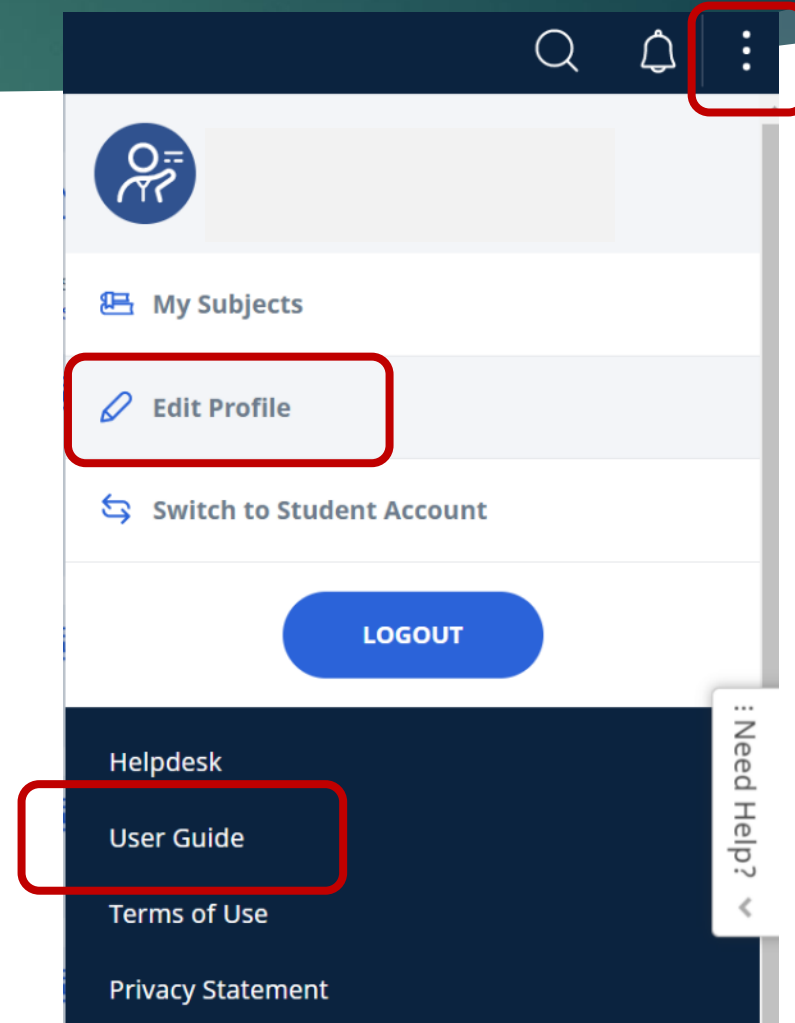 My Subjects
Edit Profile
Switch to Student Account
LOGOUT
Helpdesk
User Guide
Terms of Use
Privacy Statement
Need Help?